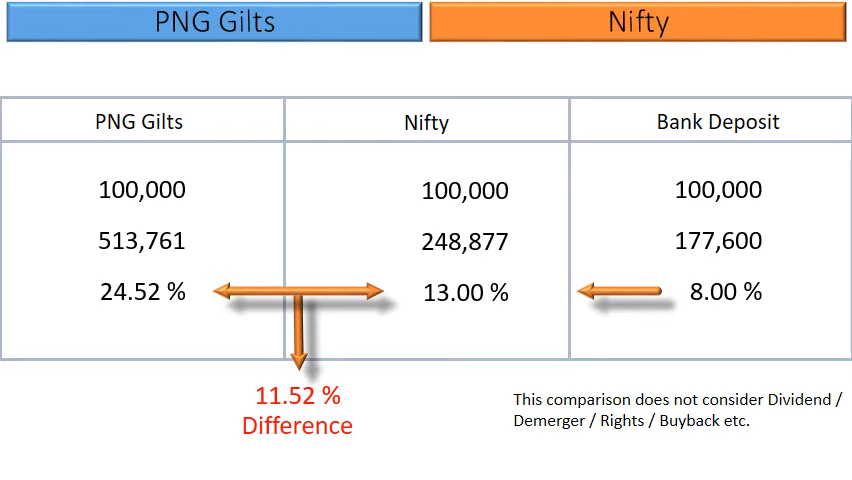 PNG Gilts Nifty
PNG Gilts Nifty Bank Deposit
100,000 100,000 100,000
513,761 248,877 177,600
24.52 % 13.00 % 8.00 %
11.52 %
Difference
This comparison does not consider Dividend /
Demerger / Rights / Buyback etc.